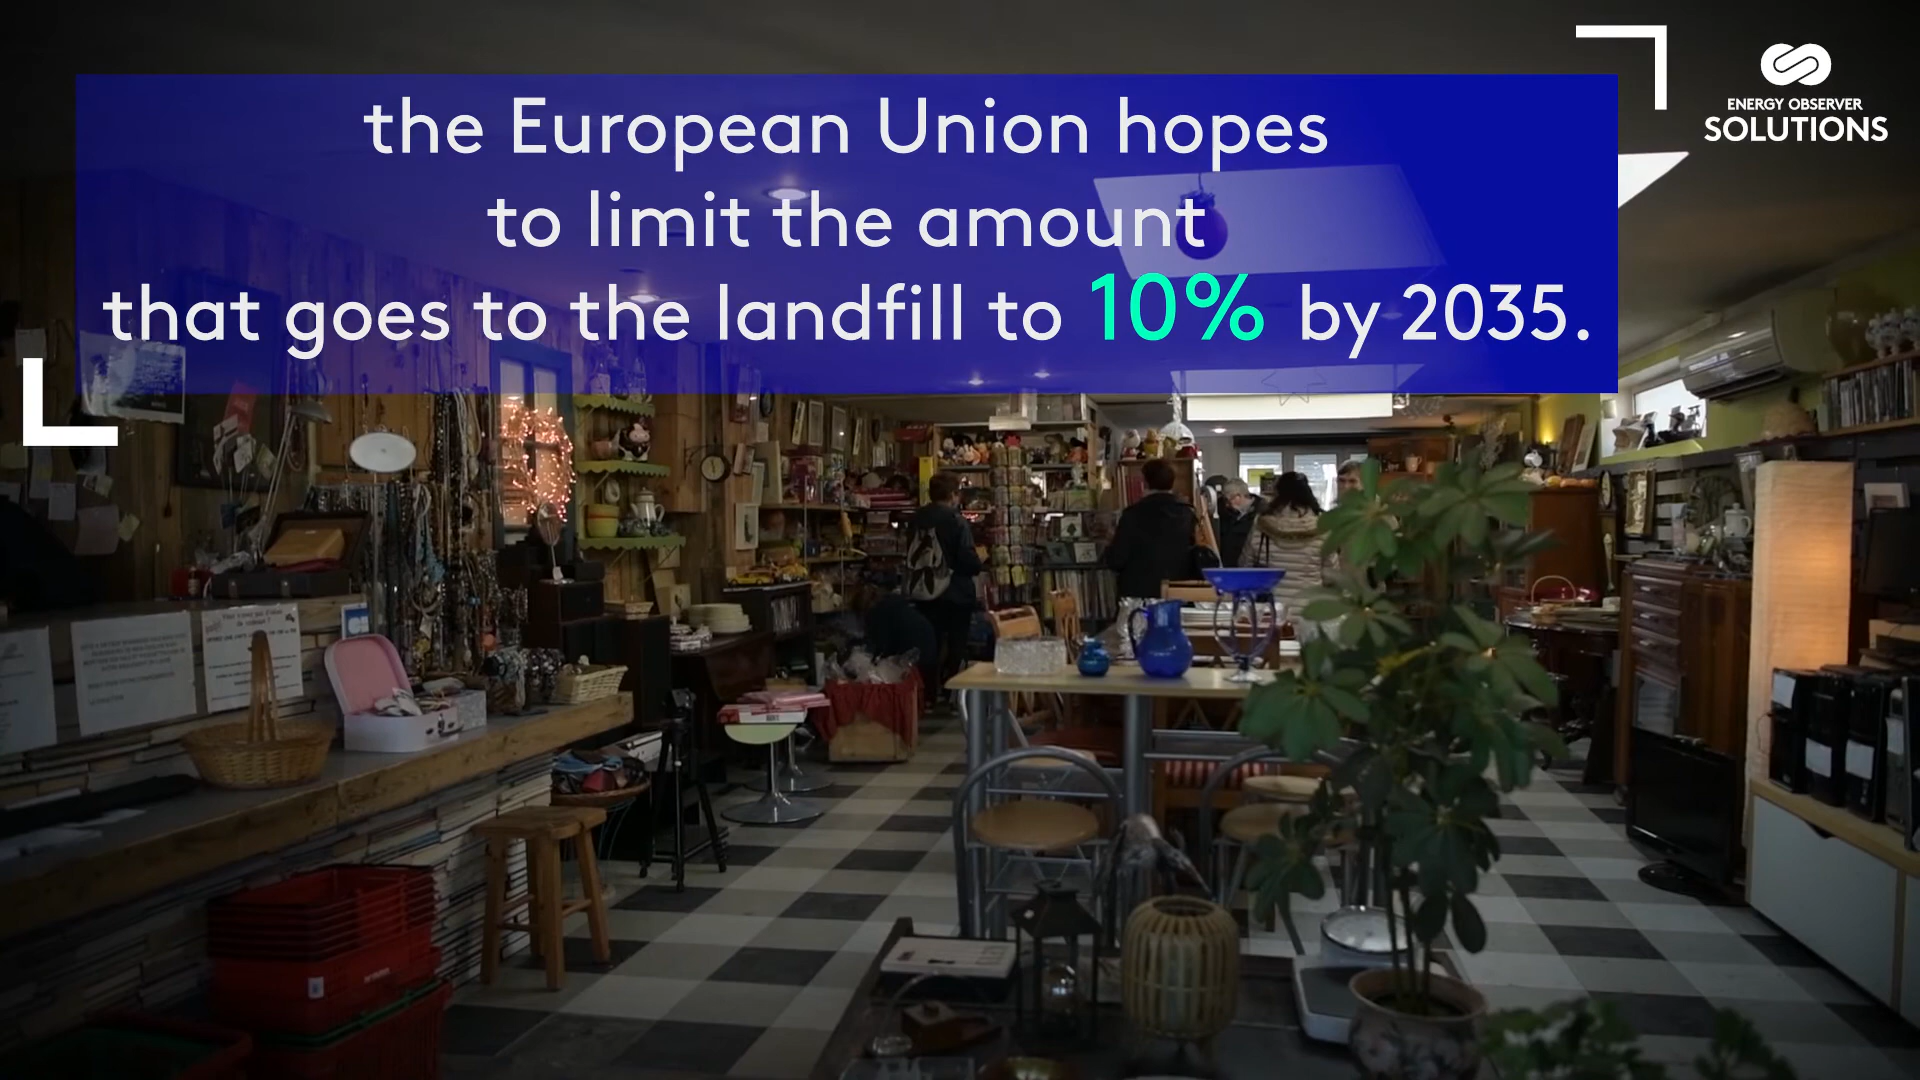 the European Union hopes
to limit the amount
that goes to the landfill to 10% by 2035.
ENERGY OBSERVER
SOLUTIONS